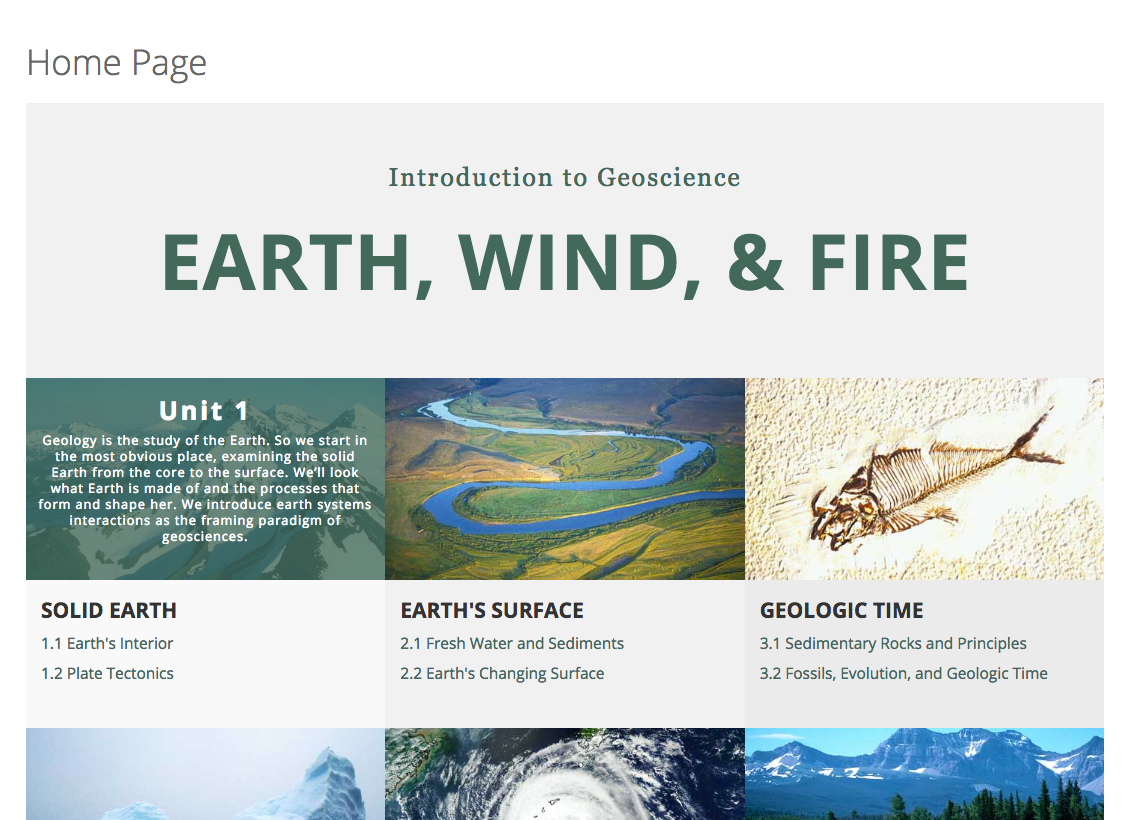 Home Page
Introduction to Geoscience
EARTH, WIND, & FIRE
Unit 1
Geology is the study of the Earth. So we start in
the most obvious place, examining the solid
Earth from the core to the surface. We'll look
what Earth is made of and the processes that
form and shape her. We introduce earth systems
interactions as the framing paradigm of
geosciences.
SOLID EARTH
1.1 Earth's Interior
1.2 Plate Tectonics
EARTH'S SURFACE
2.1 Fresh Water and Sediments
2.2 Earth's Changing Surface
GEOLOGIC TIME
3.1 Sedimentary Rocks and Principles
3.2 Fossils, Evolution, and Geologic Time